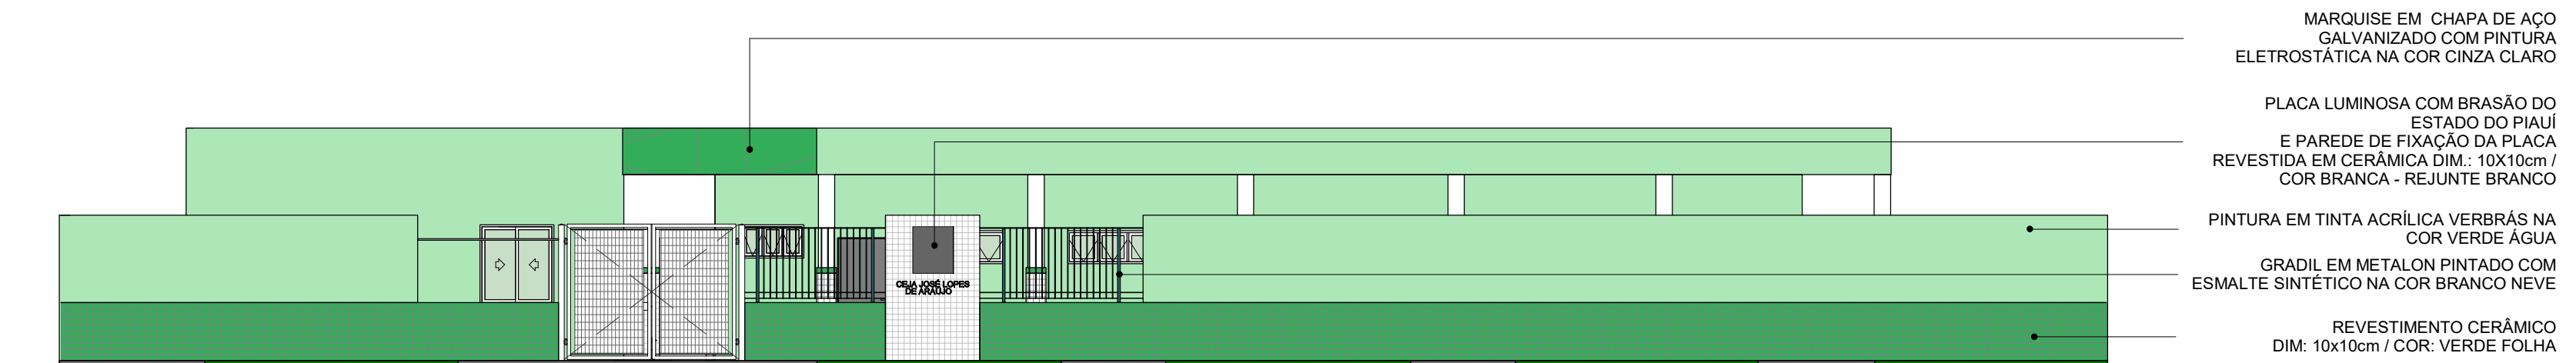 MARQUISE EM CHAPA DE AÇO
GALVANIZADO COM PINTURA
ELETROSTÁTICA NA COR CINZA CLARO
PLACA LUMINOSA COM BRASÃO DO
ESTADO DO PIAUÍ
E PAREDE DE FIXAÇÃO DA PLACA
REVESTIDA EM CERÂMICA DIM.: 10X10cm /
COR BRANCA - REJUNTE BRANCO
PINTURA EM TINTA ACRÍLICA VERBRÁS NA
COR VERDE ÁGUA
GRADIL EM METALON PINTADO COM
ESMALTE SINTÉTICO NA COR BRANCO NEVE
REVESTIMENTO CERÂMICO
DIM: 10x10cm / COR: VERDE FOLHA
CEJA JOSÉ LOPES
DE ARAÚJO